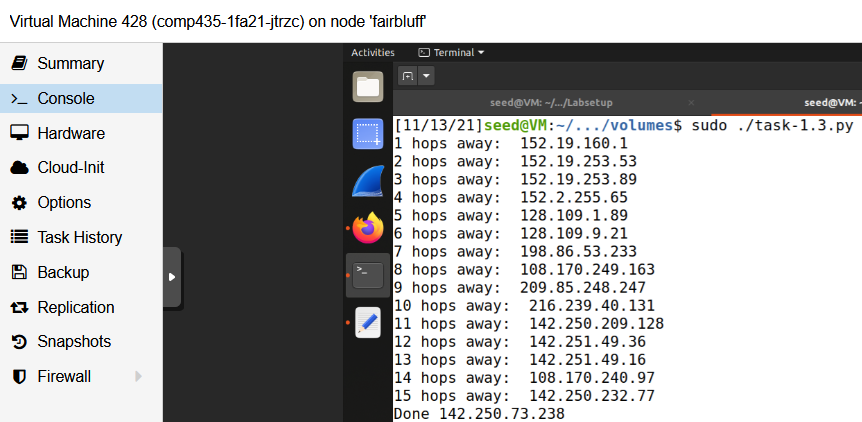 Virtual Machine 428 (comp435-1fa21-jtrzc) on node 'fairbluff'
Summary
>_ Console
Hardware
Cloud-Init
Options
Task History
Backup
Replication
Snapshots
Firewall
Activities
Terminal
seed@VM: ~/.../Labsetup
seed@VM: ~
[11/13/21]seed@VM:~/.../volumes$ sudo ./task-1.3.py
1 hops away:  152.19.160.1
2 hops away:  152.19.253.53
3 hops away:  152.19.253.89
4 hops away:  152.2.255.65
5 hops away:  128.109.1.89
6 hops away:  128.109.9.21
7 hops away:  198.86.53.233
8 hops away:  108.170.249.163
9 hops away:  209.85.248.247
10 hops away:  216.239.40.131
11 hops away:  142.250.209.128
12 hops away:  142.251.49.36
13 hops away:  142.251.49.16
14 hops away:  108.170.240.97
15 hops away:  142.250.232.77
Done 142.250.73.238